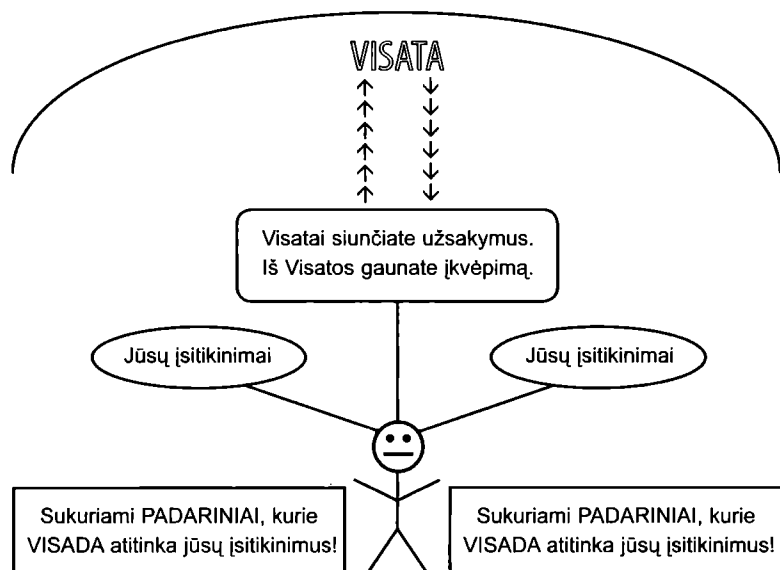 VISATA
Visatai siunčiate užsakymus.
Iš Visatos gaunate įkvėpimą.
Jūsų įsitikinimai
Jūsų įsitikinimai
Sukuriami PADARINIAI, kurie
VISADA atitinka jūsų įsitikinimus!
Sukuriami PADARINIAI, kurie
VISADA atitinka jūsų įsitikinimus!